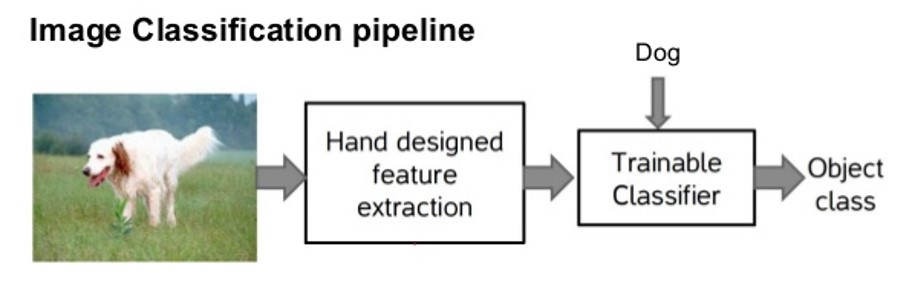 Image Classification pipeline
Dog
Hand designed
feature
extraction
Trainable
Classifier
Object
class